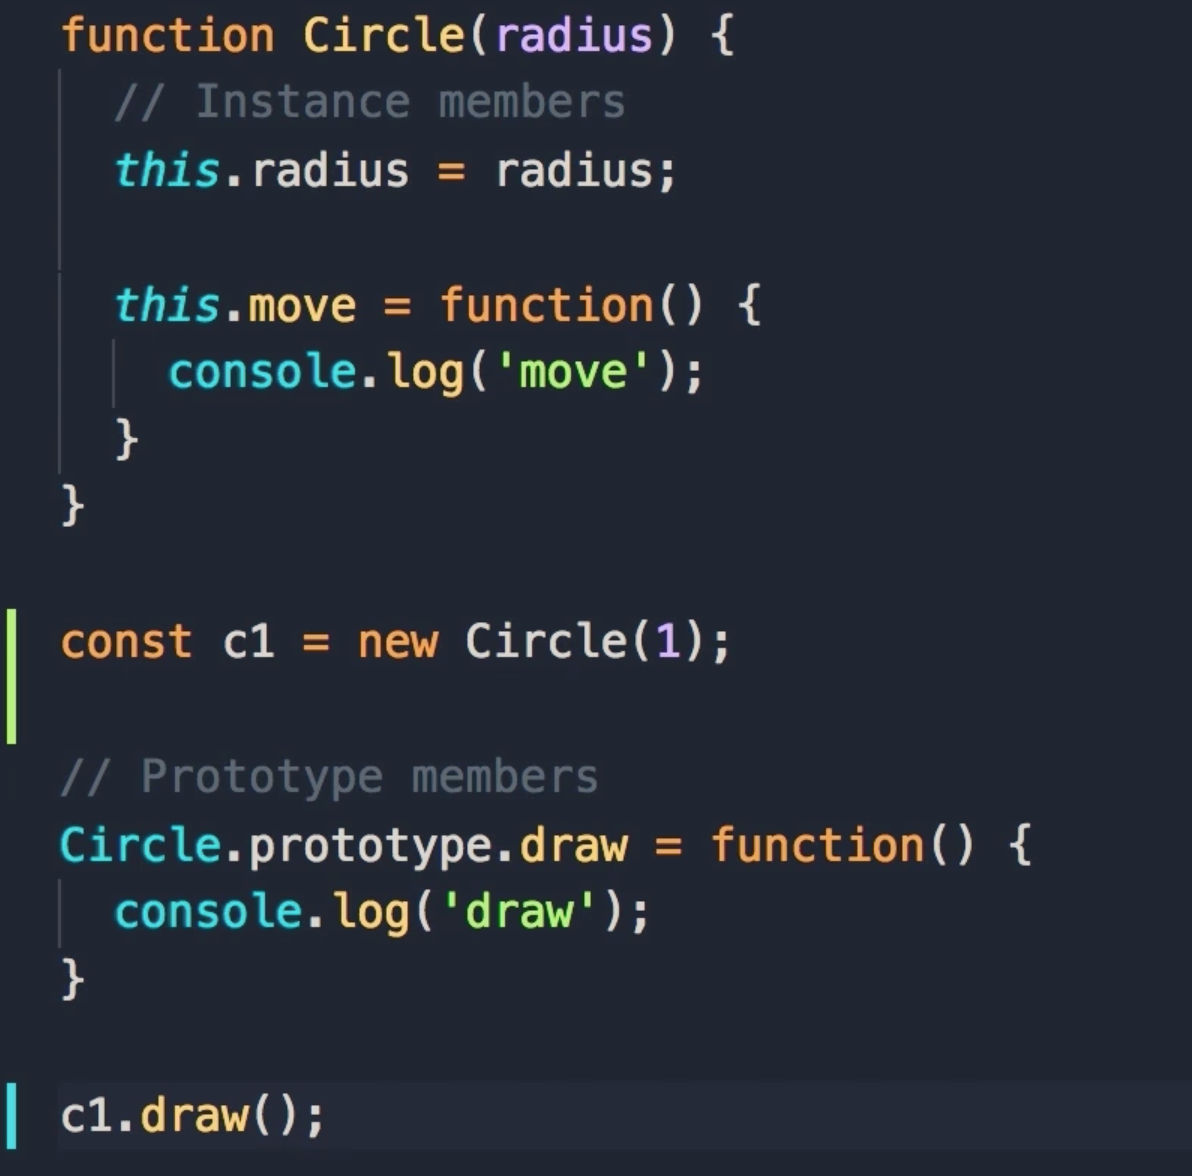 function Circle(radius) {
// Instance members
this.radius = radius;
this.move = function() {
console.log('move');
}
}
const c1 = new Circle(1);
// Prototype members
Circle.prototype.draw = function() {
console.log('draw');
}
c1.draw();